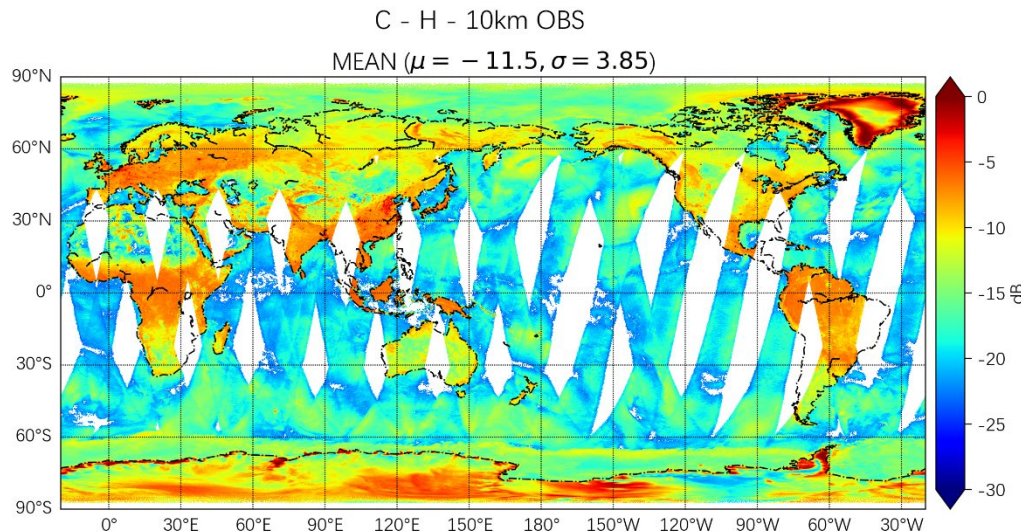 C - H - 10km OBS
MEAN (μ = − 11.5, σ = 3.85)
90°N
60°N
30°N
0°
30°S
60°S
90°S
0° 30°E 60°E 90°E 120°E 150°E 180° 150°W 120°W 90°W 60°W 30°W
0
-5
-10
-15
-20
-25
-30
dB